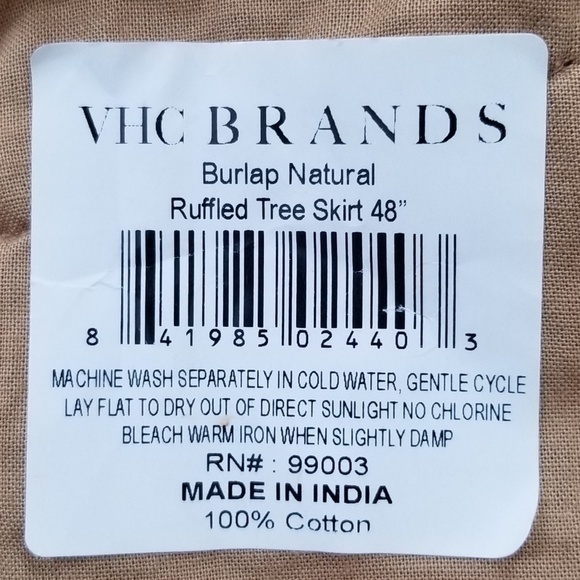 VHC BRANDS
Burlap Natural
Ruffled Tree Skirt 48”
8 41985 02440 3
MACHINE WASH SEPARATELY IN COLD WATER, GENTLE CYCLE
LAY FLAT TO DRY OUT OF DIRECT SUNLIGHT NO CHLORINE
BLEACH WARM IRON WHEN SLIGHTLY DAMP
RN# : 99003
MADE IN INDIA
100% Cotton